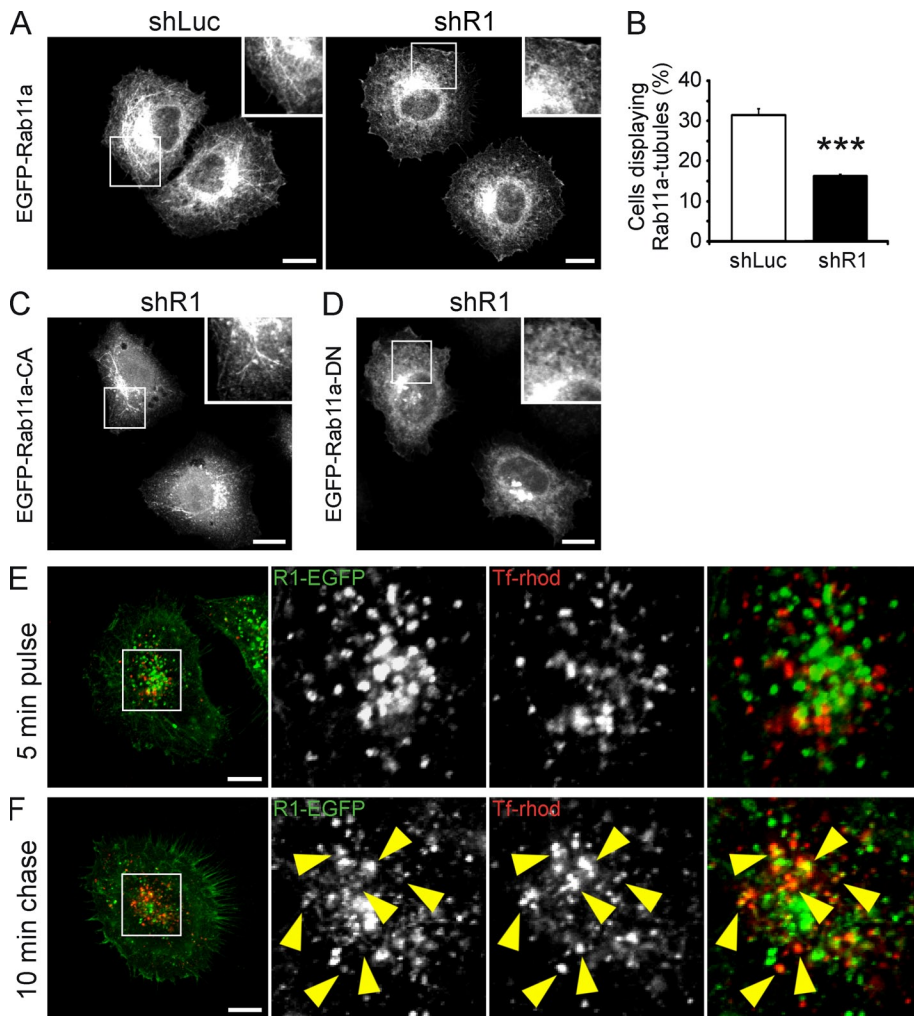 A
shLuc
shR1
EGFP-Rab11a
B
Cells displaying
Rab11a-tubules (%)
40
30
20
10
0
***
shLuc
shR1
C
shR1
EGFP-Rab11a-CA
D
shR1
EGFP-Rab11a-DN
E
5 min pulse
R1-EGFP
Tf-rhod
F
10 min chase
R1-EGFP
Tf-rhod